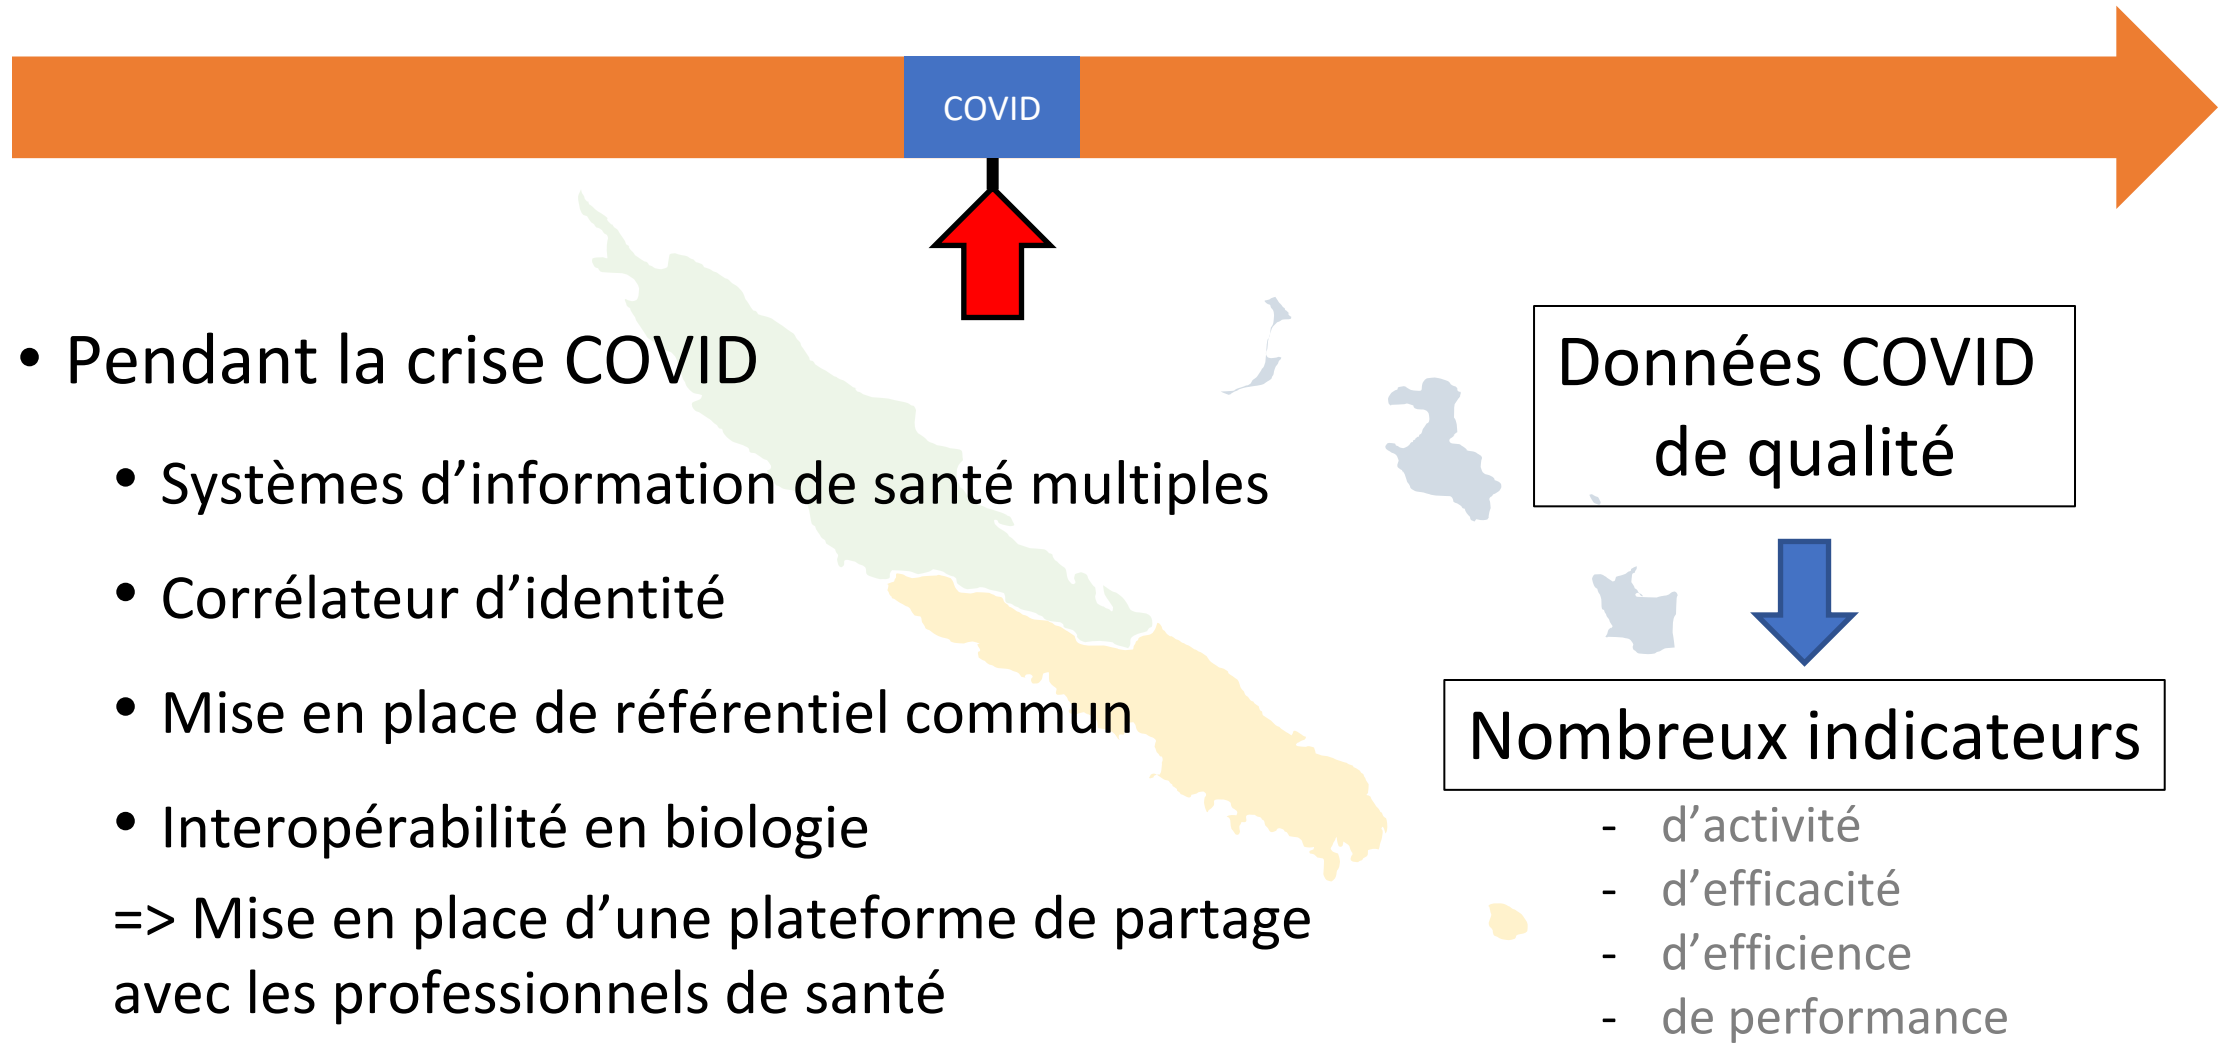 COVID
• Pendant la crise COVID
• Systèmes d’information de santé multiples
• Corrélateur d’identité
• Mise en place de référentiel commun
• Interopérabilité en biologie
=> Mise en place d’une plateforme de partage
avec les professionnels de santé
Données COVID
de qualité
Nombreux indicateurs
- d’activité
- d’efficacité
- d’efficience
- de performance